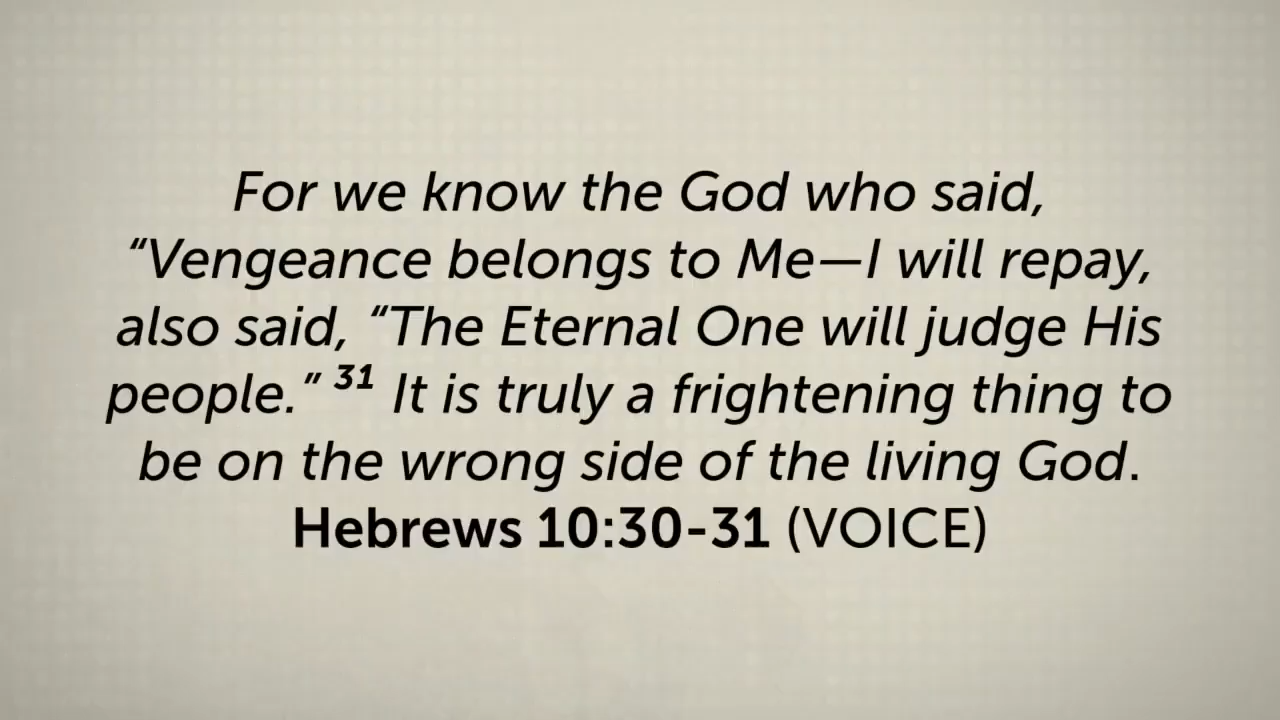 For we know the God who said,
“Vengeance belongs to Me—I will repay,
also said, “The Eternal One will judge His
people.” 31 It is truly a frightening thing to
be on the wrong side of the living God.
Hebrews 10:30-31 (VOICE)